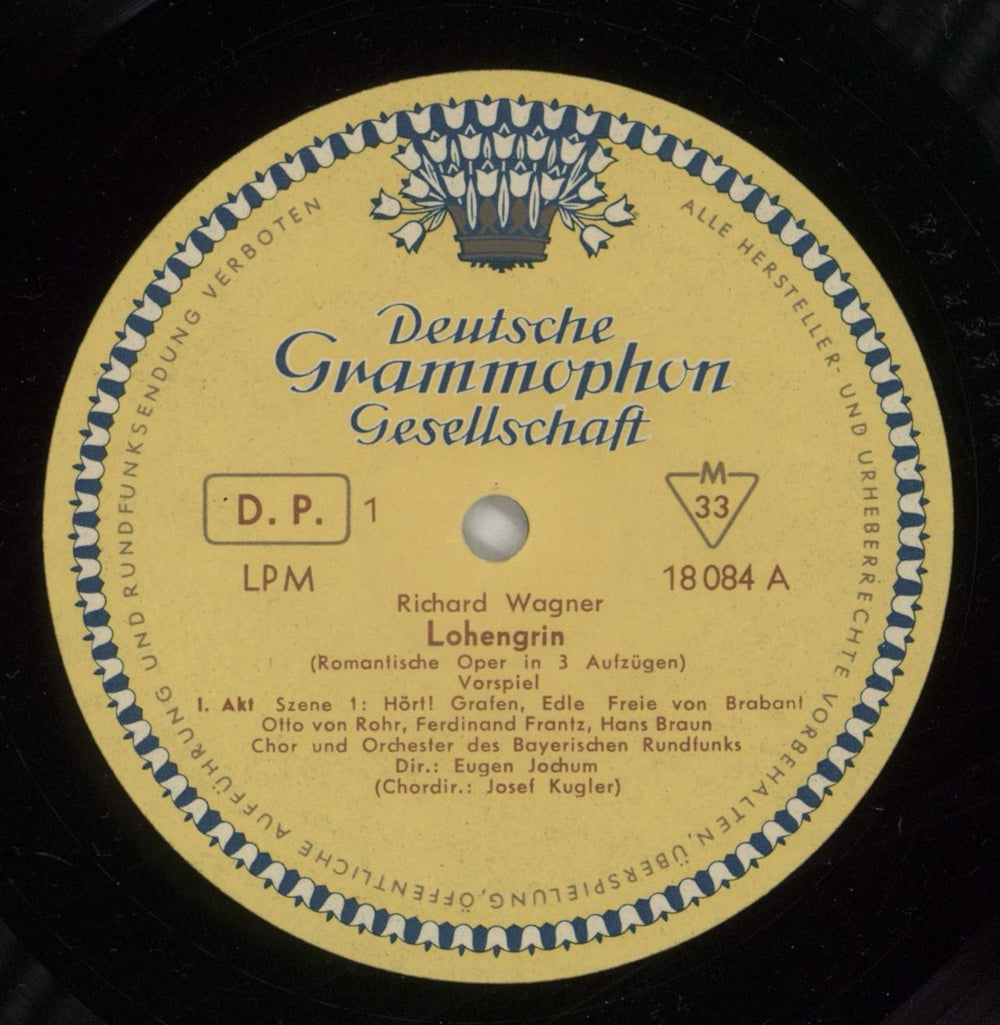 ALLE HERSTELLER- UND URHEBERRECHTE VORBEHALTEN, ÜBERSPIELUNG, ÖFFENTLICHE AUFFÜHRUNG UND RUNDFUNKSENDUNG VERBOTEN
Deutsche
Grammophon
Gesellschaft
D. P. 1
M
33
LPM
18 084 A
Richard Wagner
Lohengrin
(Romantische Oper in 3 Aufzügen)
Vorspiel
I. Akt Szene 1: Hört! Grafen, Edle Freie von Brabant
Otto von Rohr, Ferdinand Frantz, Hans Braun
Chor und Orchester des Bayerischen Rundfunks
Dir.: Eugen Jochum
(Chordir.: Josef Kugler)